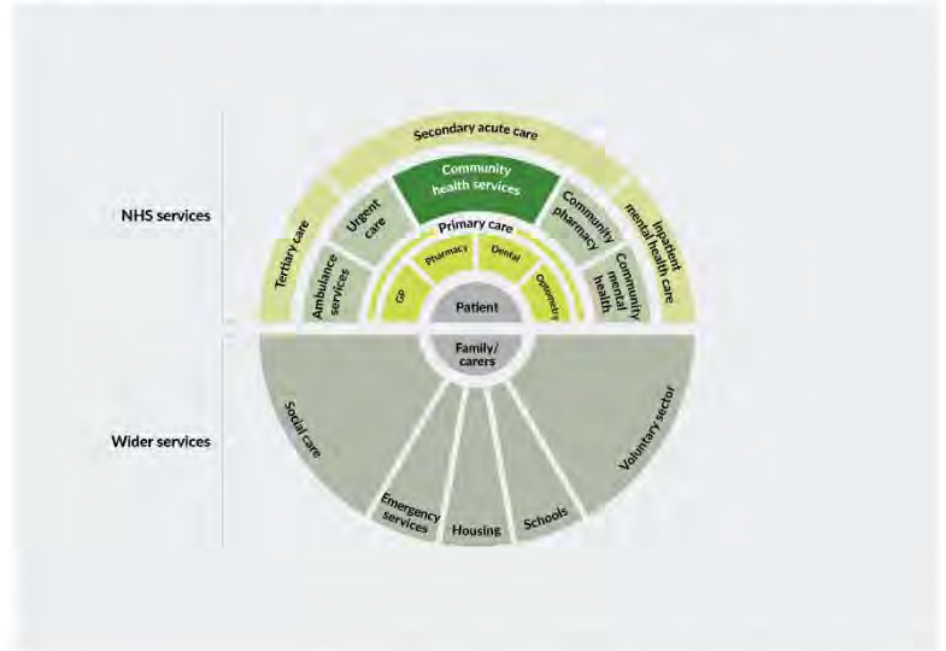 NHS services
Secondary acute care
Tertiary care
Inpatient
mental health care
Community
health services
Urgent
care
Community
pharmacy
Ambulance
services
Community
mental
health
Primary care
GP
Pharmacy
Dental
Optometry
Patient
Family/
carers
Wider services
Social care
Emergency
services
Housing
Schools
Voluntary sector